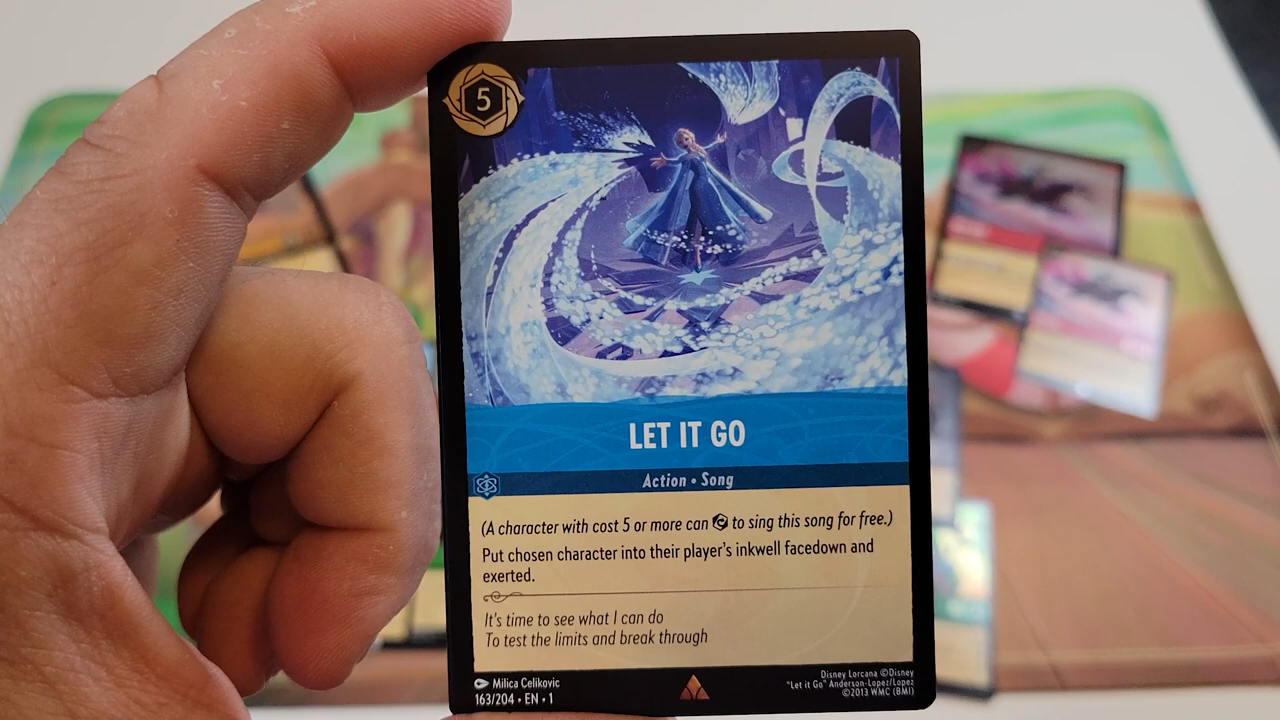 5
LET IT GO
Action • Song
(A character with cost 5 or more can to sing this song for free.)
Put chosen character into their player's inkwell facedown and
exerted.
It's time to see what I can do
To test the limits and break through
Milica Celikovic
163/204 • EN • 1
Disney Lorcana ©Disney
"Let it Go" Anderson-Lopez/Lopez
©2013 WMC (BMI)